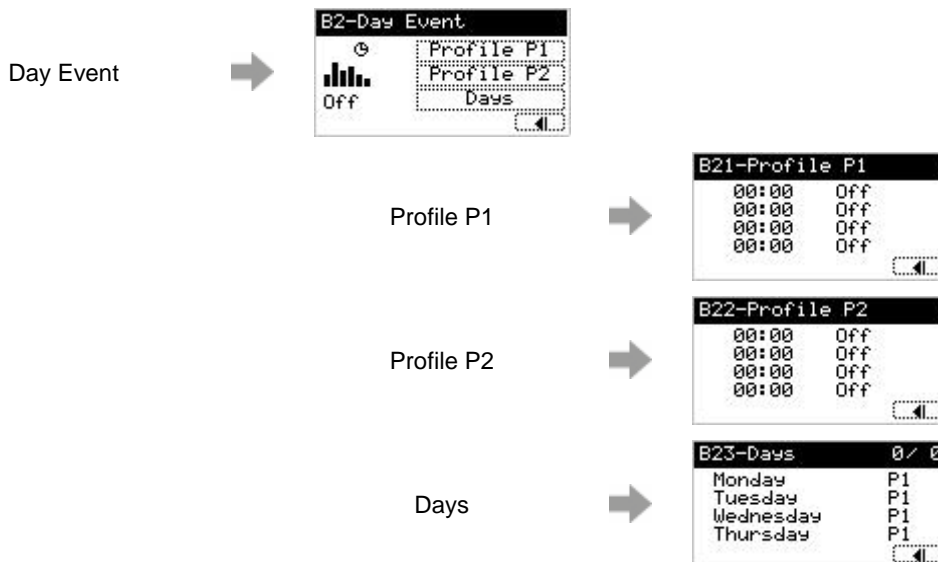 Day Event
B2-Day Event
Profile P1
Profile P2
Off
Days
Profile P1
B21-Profile P1
00:00 Off
00:00 Off
00:00 Off
00:00 Off
Profile P2
B22-Profile P2
00:00 Off
00:00 Off
00:00 Off
00:00 Off
Days
B23-Days 0/ 0
Monday P1
Tuesday P1
Wednesday P1
Thursday P1